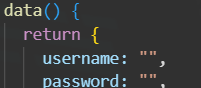 data() {
return {
username: "",
password: "",